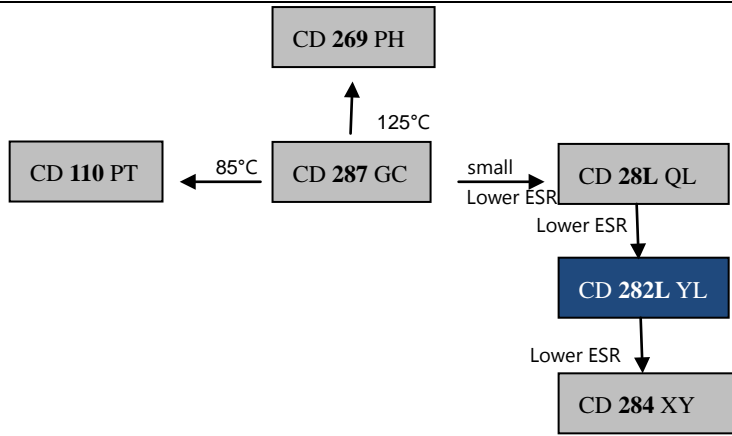 CD 269 PH
125°C
CD 110 PT
85°C
CD 287 GC
small
Lower ESR
CD 28L QL
Lower ESR
CD 282L YL
Lower ESR
CD 284 XY